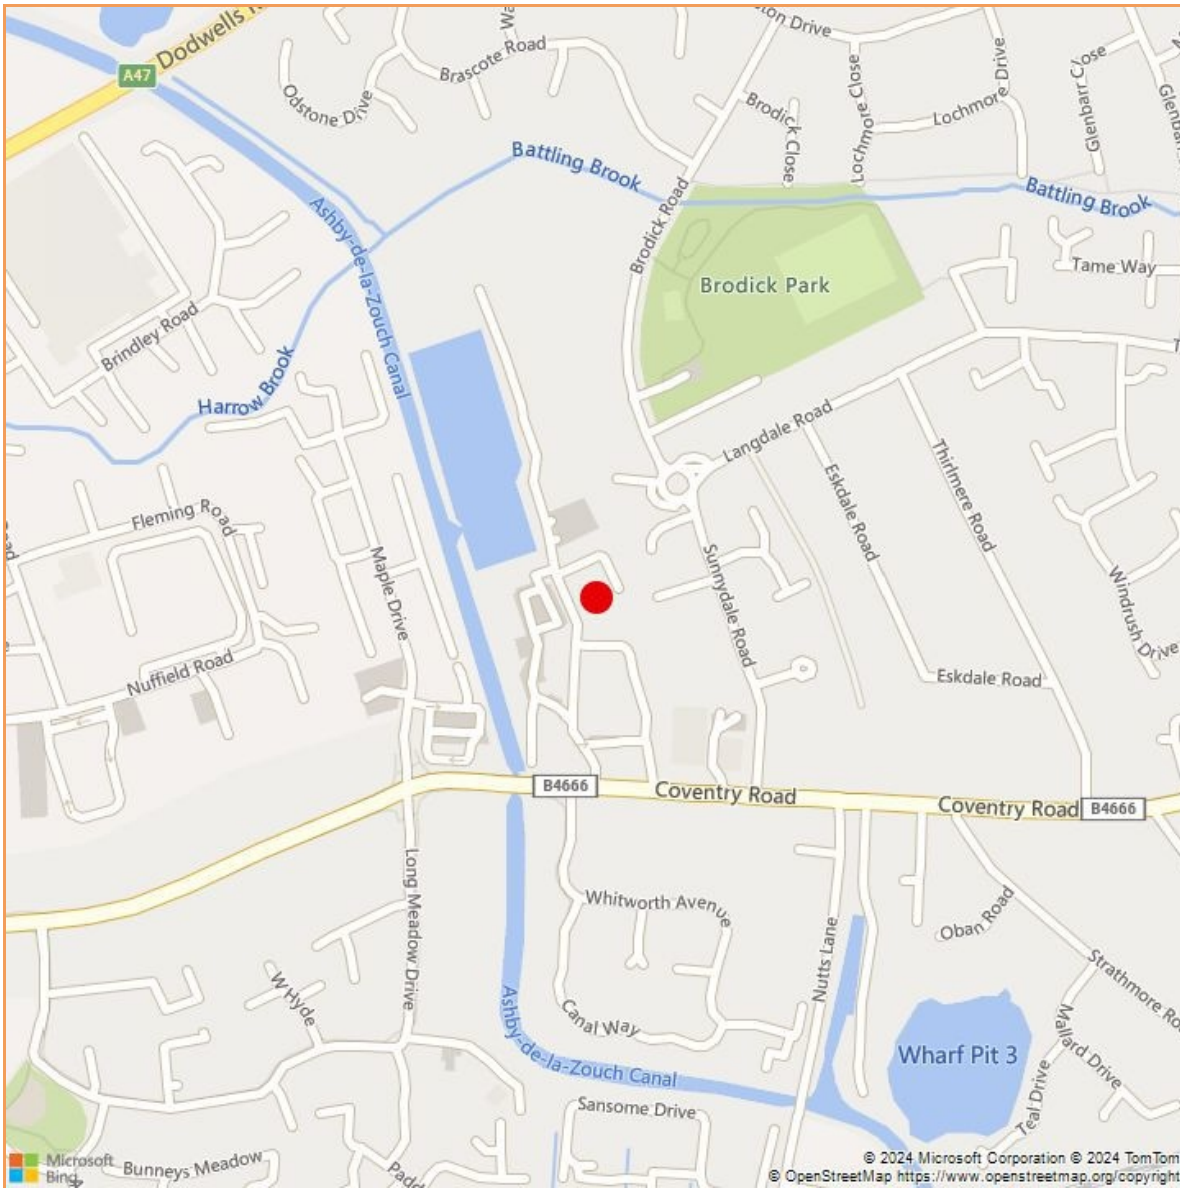 Dodwells
A47
Brascote Road
Odstone Drive
Brodick Close
Lochmore Close
Lochmore Drive
Glenbarr Close
Battling Brook
Battling Brook
Ashby-de-la-Zouch Canal
Brodick Road
Brodick Park
Tame Way
Brindley Road
Harrow Brook
Langdale Road
Thirlmere Road
Eskdale Road
Fleming Road
Maple Drive
Sunnydale Road
Windrush Drive
Nuffield Road
Eskdale Road
B4666
Coventry Road
Coventry Road
B4666
Long Meadow Drive
Whitworth Avenue
Nutts Lane
Oban Road
Strathmore
W Hyde
Canal Way
Ashby-de-la-Zouch Canal
Wharf Pit 3
Mallard Drive
Teal Drive
Sansome Drive
Bunneys Meadow
Microsoft
Bing
© 2024 Microsoft Corporation © 2024 TomTom
© OpenStreetMap https://www.openstreetmap.org/copyright